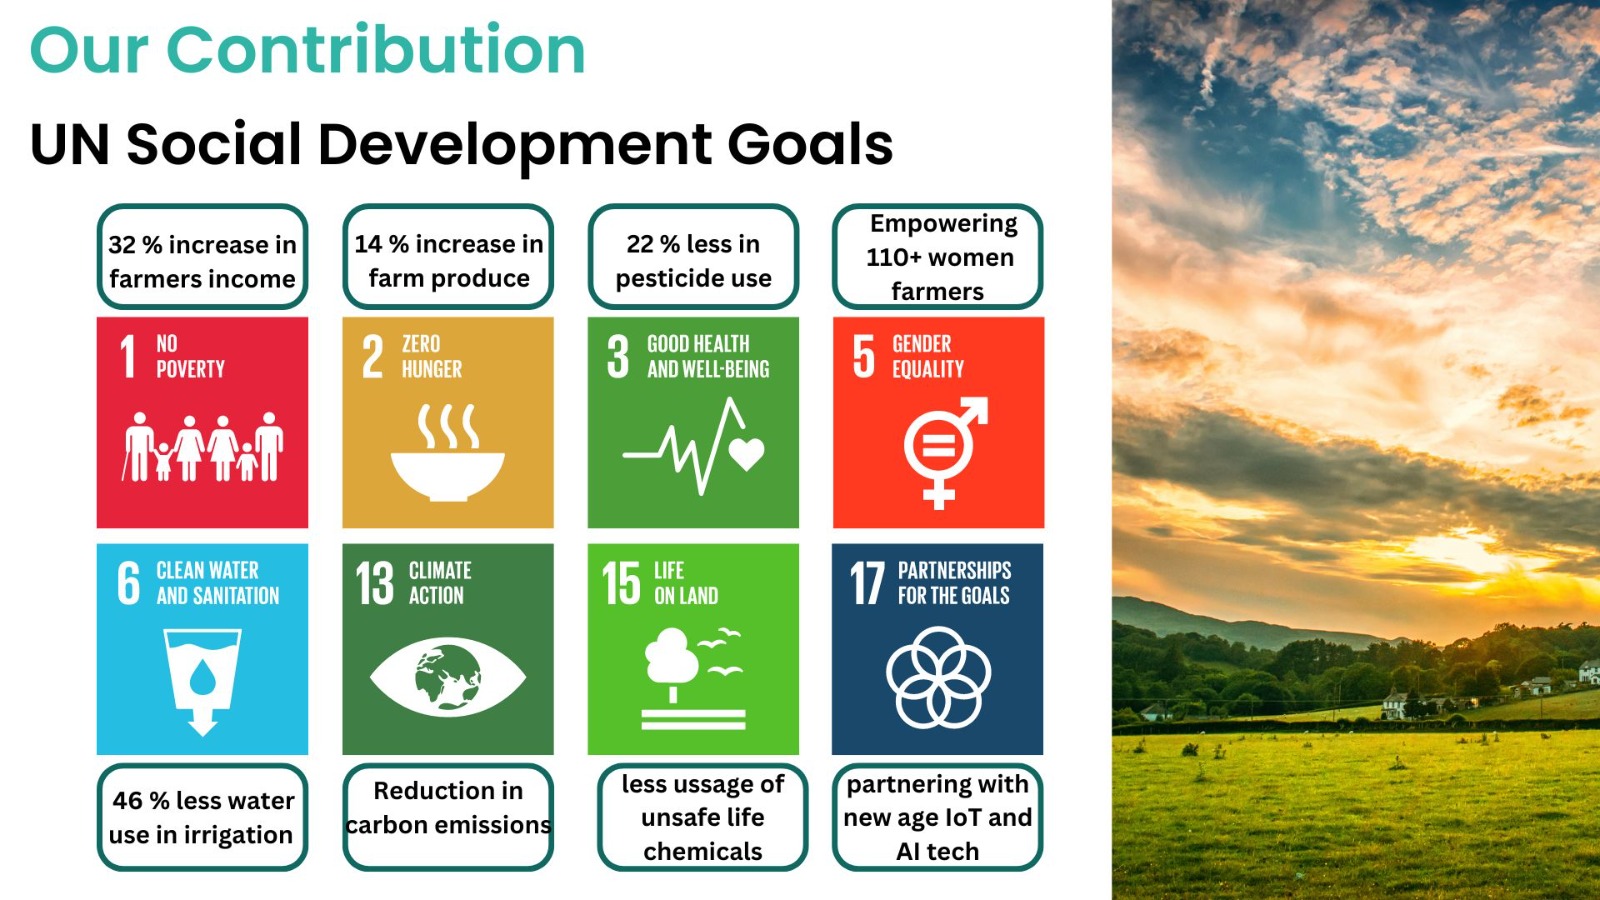 Our Contribution
UN Social Development Goals
32 % increase in
farmers income
14 % increase in
farm produce
22 % less in
pesticide use
Empowering
110+ women
farmers
1 NO
POVERTY
2 ZERO
HUNGER
3 GOOD HEALTH
AND WELL-BEING
5 GENDER
EQUALITY
6 CLEAN WATER
AND SANITATION
13 CLIMATE
ACTION
15 LIFE
ON LAND
17 PARTNERSHIPS
FOR THE GOALS
46 % less water
use in irrigation
Reduction in
carbon emissions
less ussage of
unsafe life
chemicals
partnering with
new age IoT and
AI tech